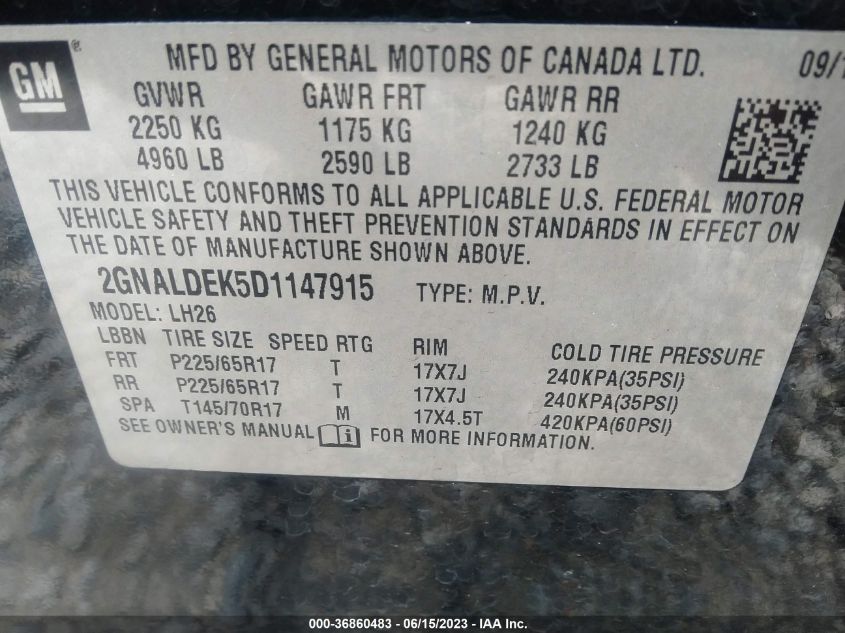 GM ® MFD BY GENERAL MOTORS OF CANADA LTD. 09/1
GVWR GAWR FRT GAWR RR
2250 KG 1175 KG 1240 KG
4960 LB 2590 LB 2733 LB
THIS VEHICLE CONFORMS TO ALL APPLICABLE U.S. FEDERAL MOTOR
VEHICLE SAFETY AND THEFT PREVENTION STANDARDS IN EFFECT ON
THE DATE OF MANUFACTURE SHOWN ABOVE.
2GNALDEK5D1147915 TYPE: M.P.V.
MODEL: LH26
LBBN TIRE SIZE SPEED RTG RIM COLD TIRE PRESSURE
FRT P225/65R17 T 17X7J 240KPA(35PSI)
RR P225/65R17 T 17X7J 240KPA(35PSI)
SPA T145/70R17 M 17X4.5T 420KPA(60PSI)
SEE OWNER'S MANUAL FOR MORE INFORMATION.
000-36860483 - 06/15/2023 - IAA Inc.